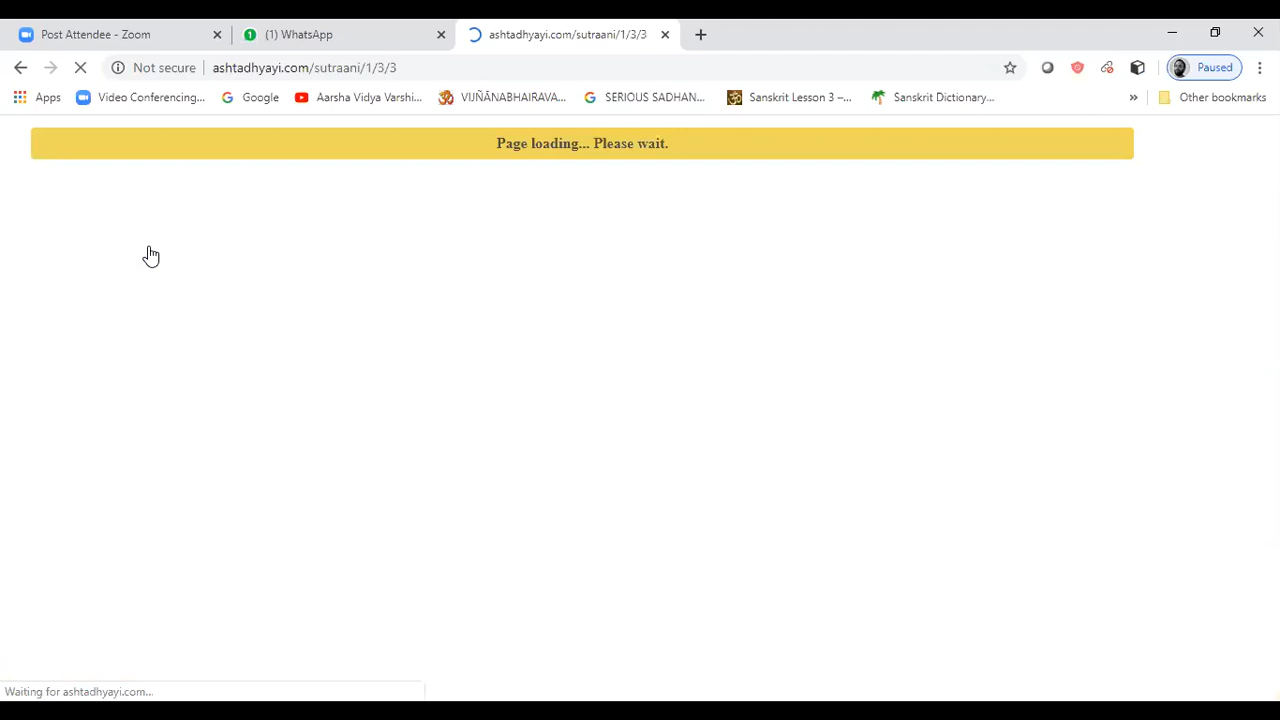 Post Attendee - Zoom
(1) WhatsApp
ashtadhyayi.com/sutraani/1/3/3
Not secure
ashtadhyayi.com/sutraani/1/3/3
Paused
Apps
Video Conferencing...
Google
Aarsha Vidya Varshi...
VIJÑĀNABHAIRAVA...
SERIOUS SADHAN...
Sanskrit Lesson 3 –...
Sanskrit Dictionary...
»
Other bookmarks
Page loading... Please wait.
Waiting for ashtadhyayi.com...